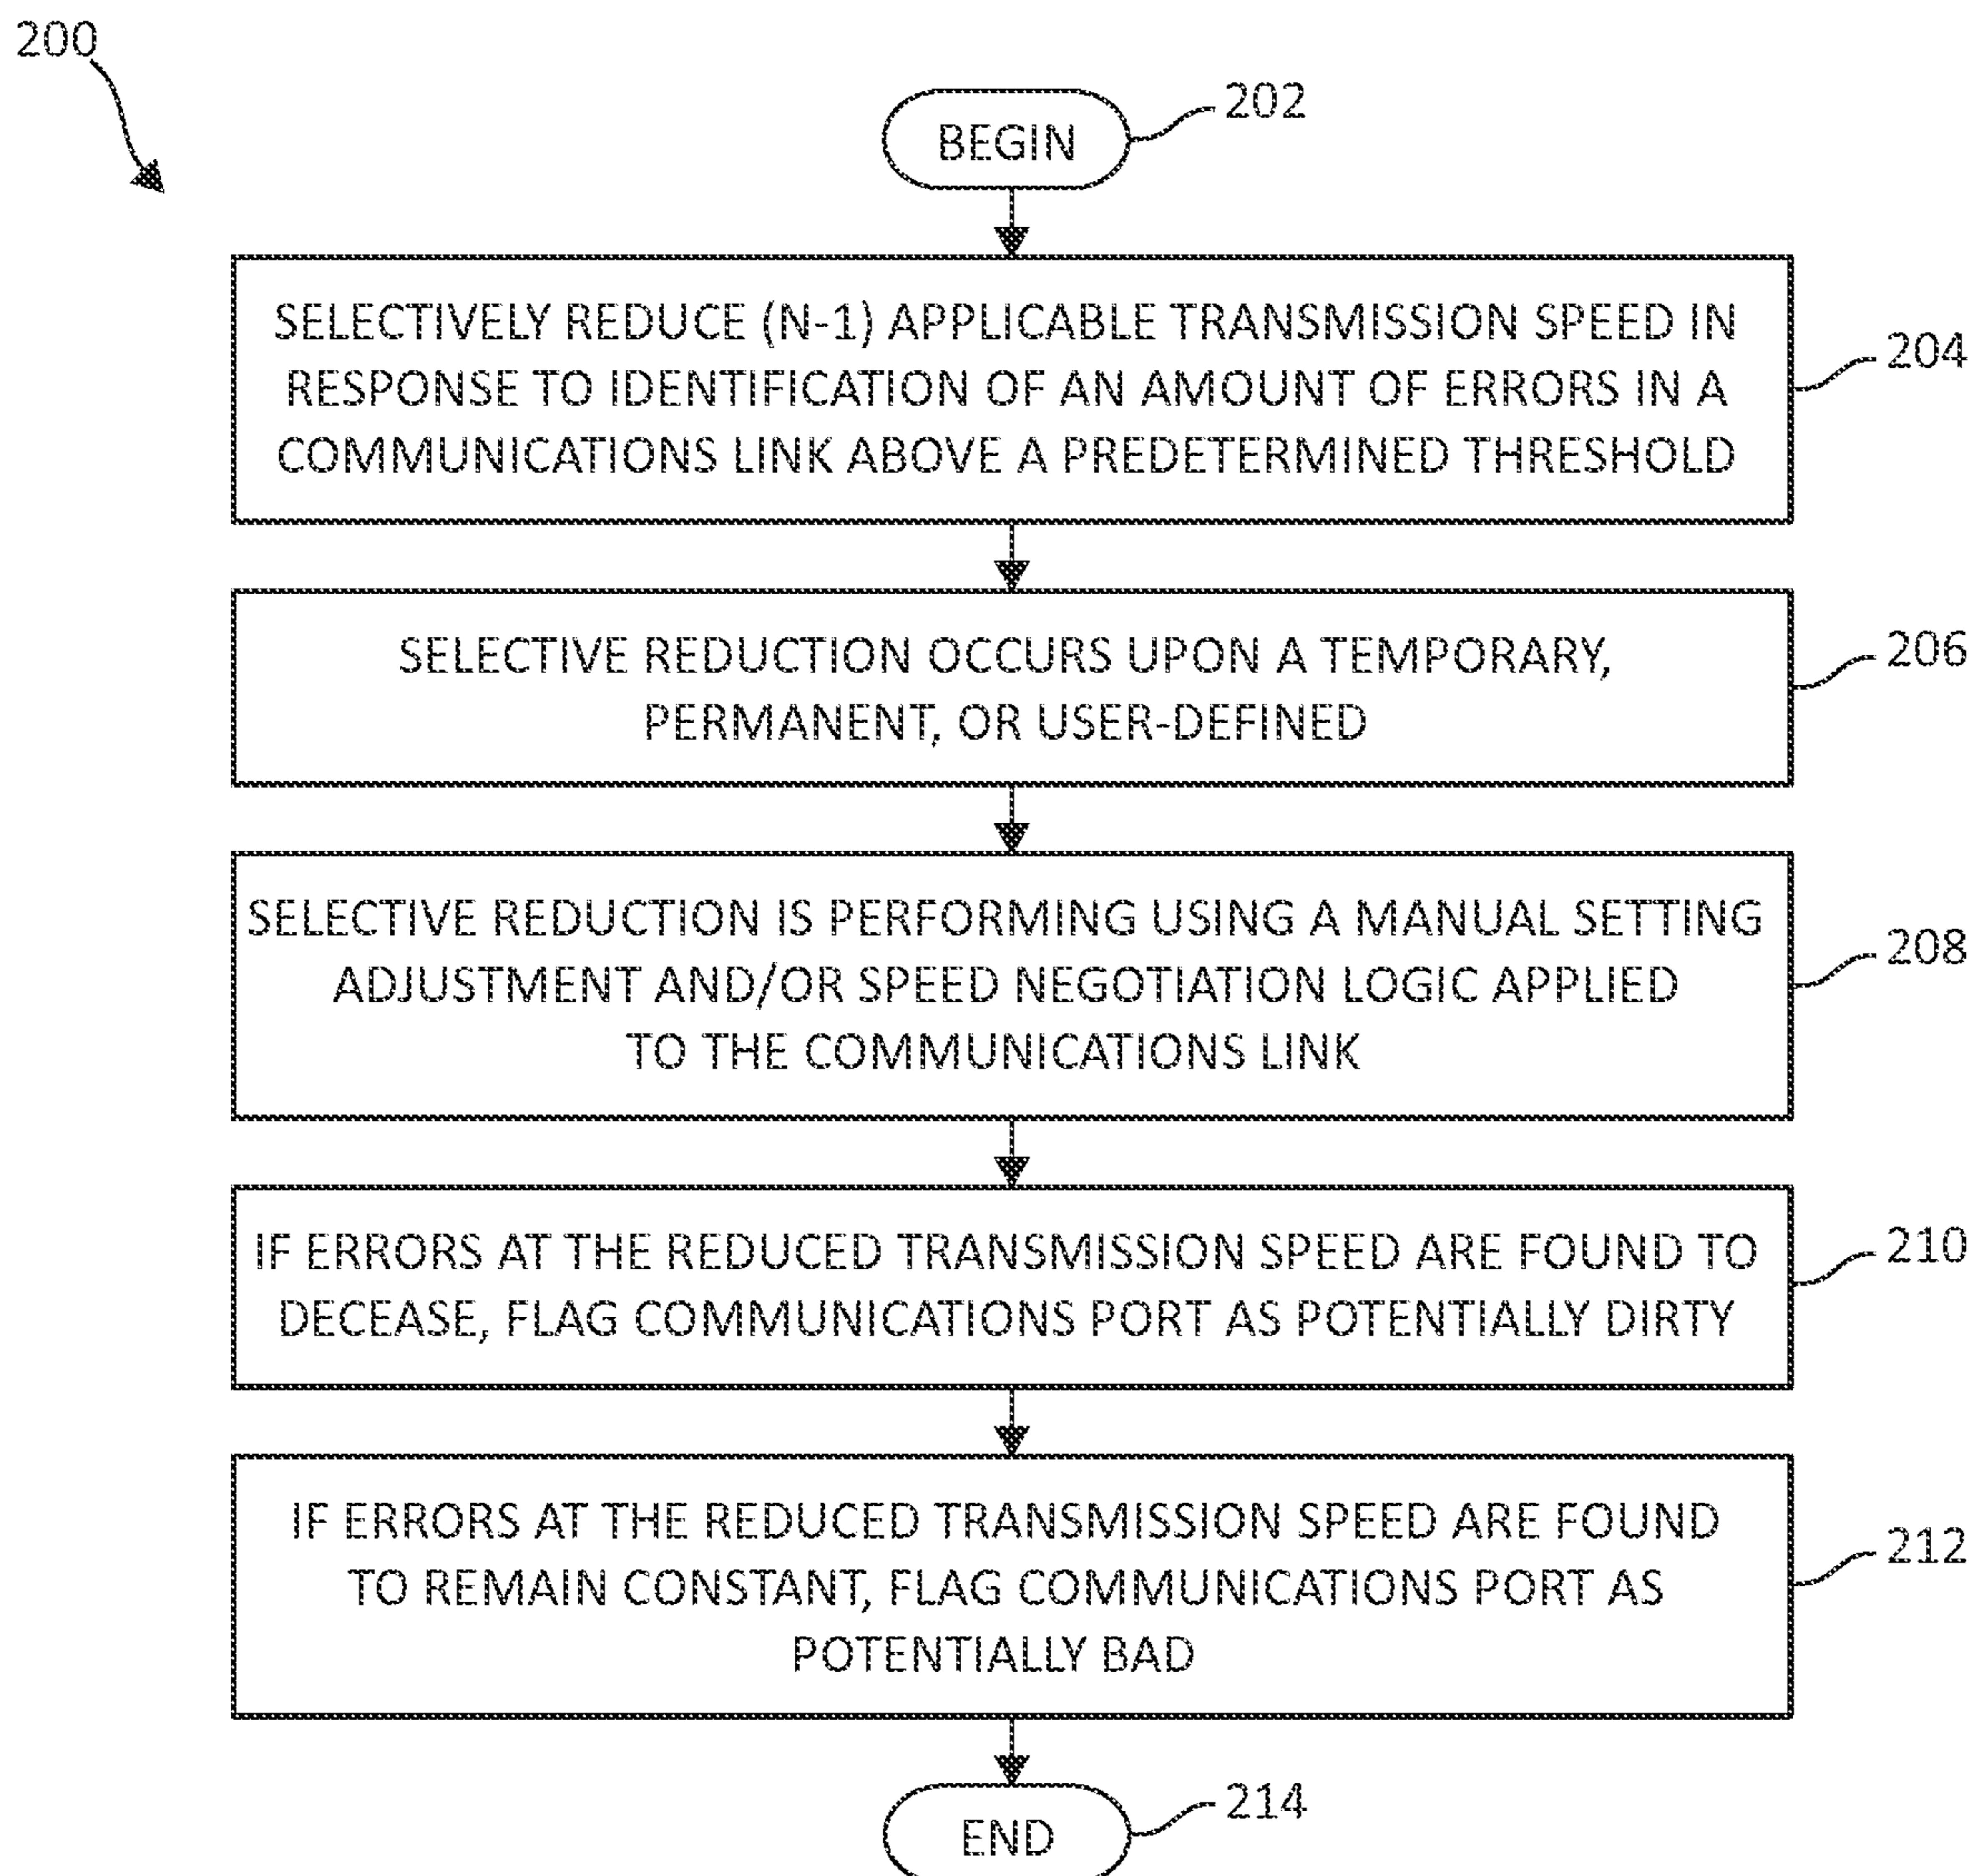 200
BEGIN
202
SELECTIVELY REDUCE (N-1) APPLICABLE TRANSMISSION SPEED IN
RESPONSE TO IDENTIFICATION OF AN AMOUNT OF ERRORS IN A
COMMUNICATIONS LINK ABOVE A PREDETERMINED THRESHOLD
204
SELECTIVE REDUCTION OCCURS UPON A TEMPORARY,
PERMANENT, OR USER-DEFINED
206
SELECTIVE REDUCTION IS PERFORMING USING A MANUAL SETTING
ADJUSTMENT AND/OR SPEED NEGOTIATION LOGIC APPLIED
TO THE COMMUNICATIONS LINK
208
IF ERRORS AT THE REDUCED TRANSMISSION SPEED ARE FOUND TO
DECEASE, FLAG COMMUNICATIONS PORT AS POTENTIALLY DIRTY
210
IF ERRORS AT THE REDUCED TRANSMISSION SPEED ARE FOUND
TO REMAIN CONSTANT, FLAG COMMUNICATIONS PORT AS
POTENTIALLY BAD
212
END
214